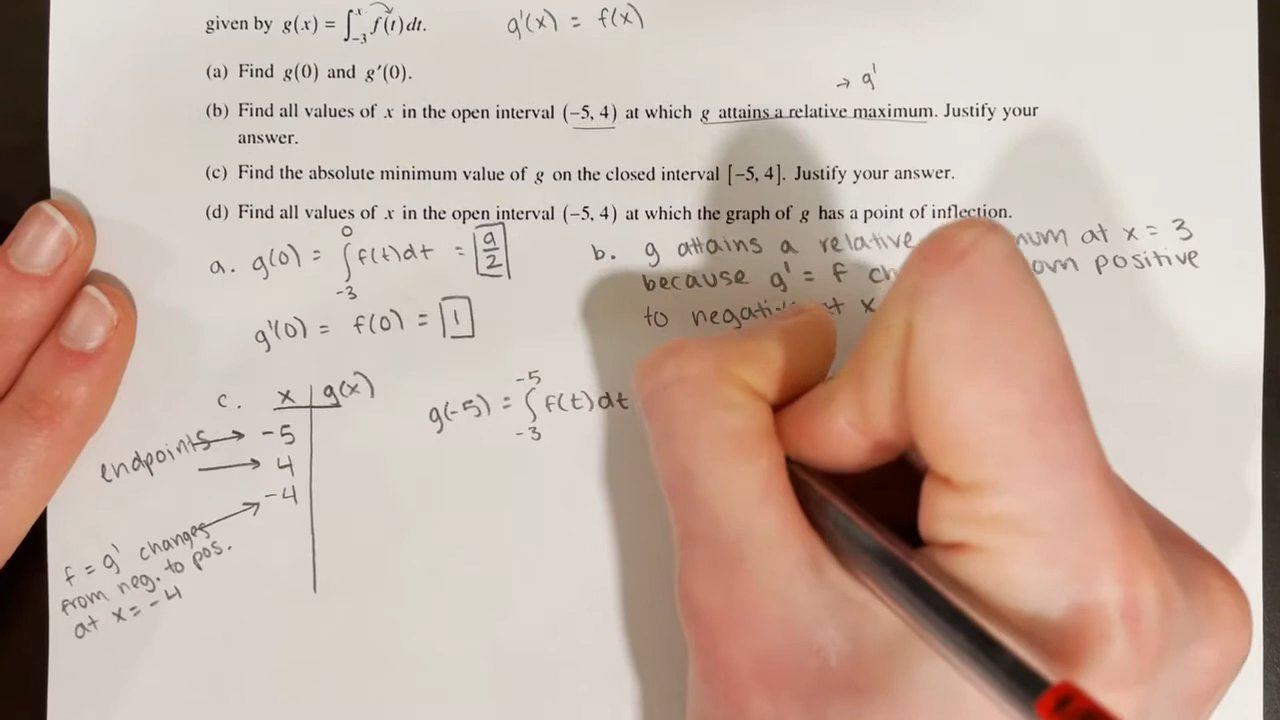 given by g(x) = ∫₋₃ˣ f(t) dt. g'(x) = f(x)
(a) Find g(0) and g′(0).
→ g'
(b) Find all values of x in the open interval (−5, 4) at which g attains a relative maximum. Justify your
answer.
(c) Find the absolute minimum value of g on the closed interval [−5, 4]. Justify your answer.
(d) Find all values of x in the open interval (−5, 4) at which the graph of g has a point of inflection.
a. g(0) = ∫₋₃⁰ f(t)dt = 9/2
g'(0) = f(0) = 1
b. g attains a relative at x = 3
because g' = f positive
to x
c. x | g(x)
endpoints → -5
→ 4
→ -4
f = g' changes
from neg. to pos.
at x = -4
g(-5) = ∫₋₃⁻⁵ f(t)dt